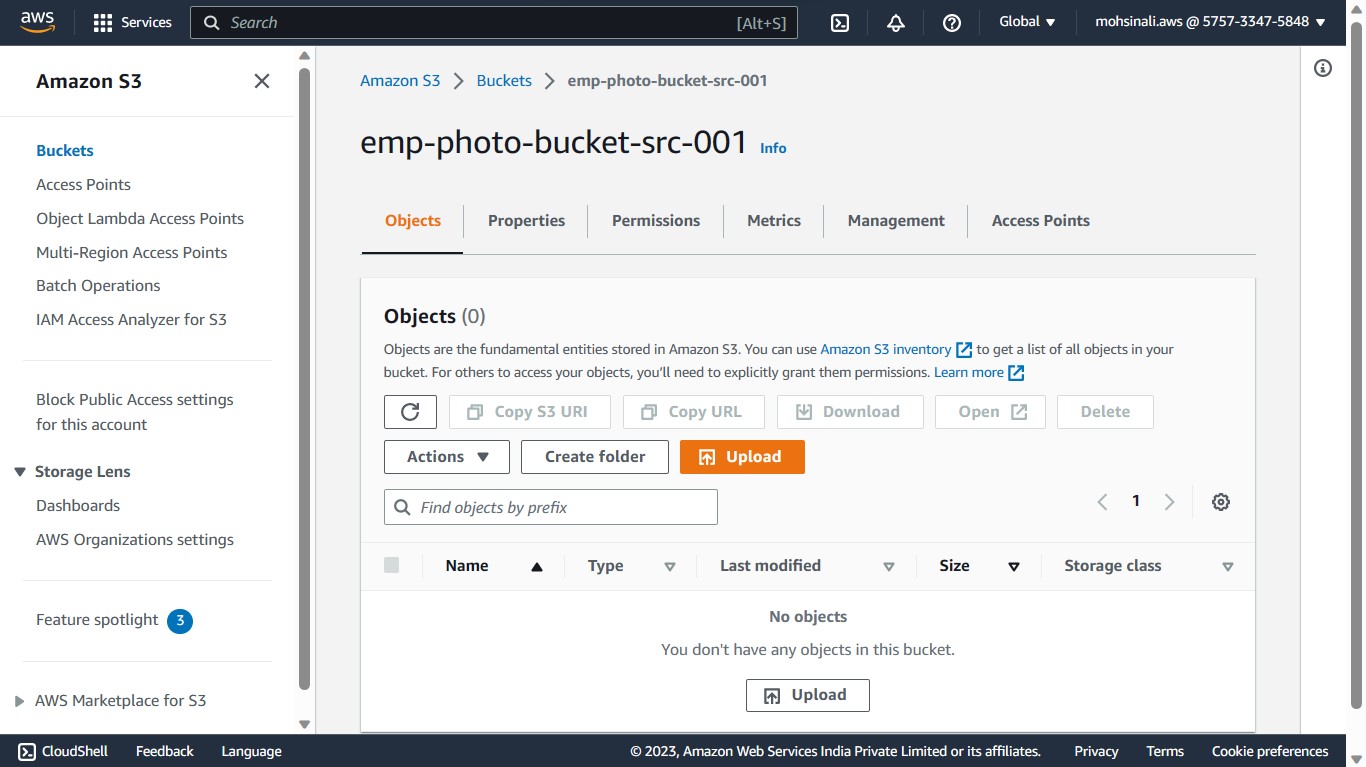 aws
Services
Search
[Alt+S]
Global
mohsinali.aws @ 5757-3347-5848
Amazon S3
Buckets
Access Points
Object Lambda Access Points
Multi-Region Access Points
Batch Operations
IAM Access Analyzer for S3
Block Public Access settings
for this account
Storage Lens
Dashboards
AWS Organizations settings
Feature spotlight 3
AWS Marketplace for S3
Amazon S3 > Buckets > emp-photo-bucket-src-001
emp-photo-bucket-src-001 Info
Objects Properties Permissions Metrics Management Access Points
Objects (0)
Objects are the fundamental entities stored in Amazon S3. You can use Amazon S3 inventory to get a list of all objects in your
bucket. For others to access your objects, you'll need to explicitly grant them permissions. Learn more
Copy S3 URI Copy URL Download Open Delete
Actions Create folder Upload
Find objects by prefix
1
Name Type Last modified Size Storage class
No objects
You don't have any objects in this bucket.
Upload
CloudShell Feedback Language © 2023, Amazon Web Services India Private Limited or its affiliates. Privacy Terms Cookie preferences